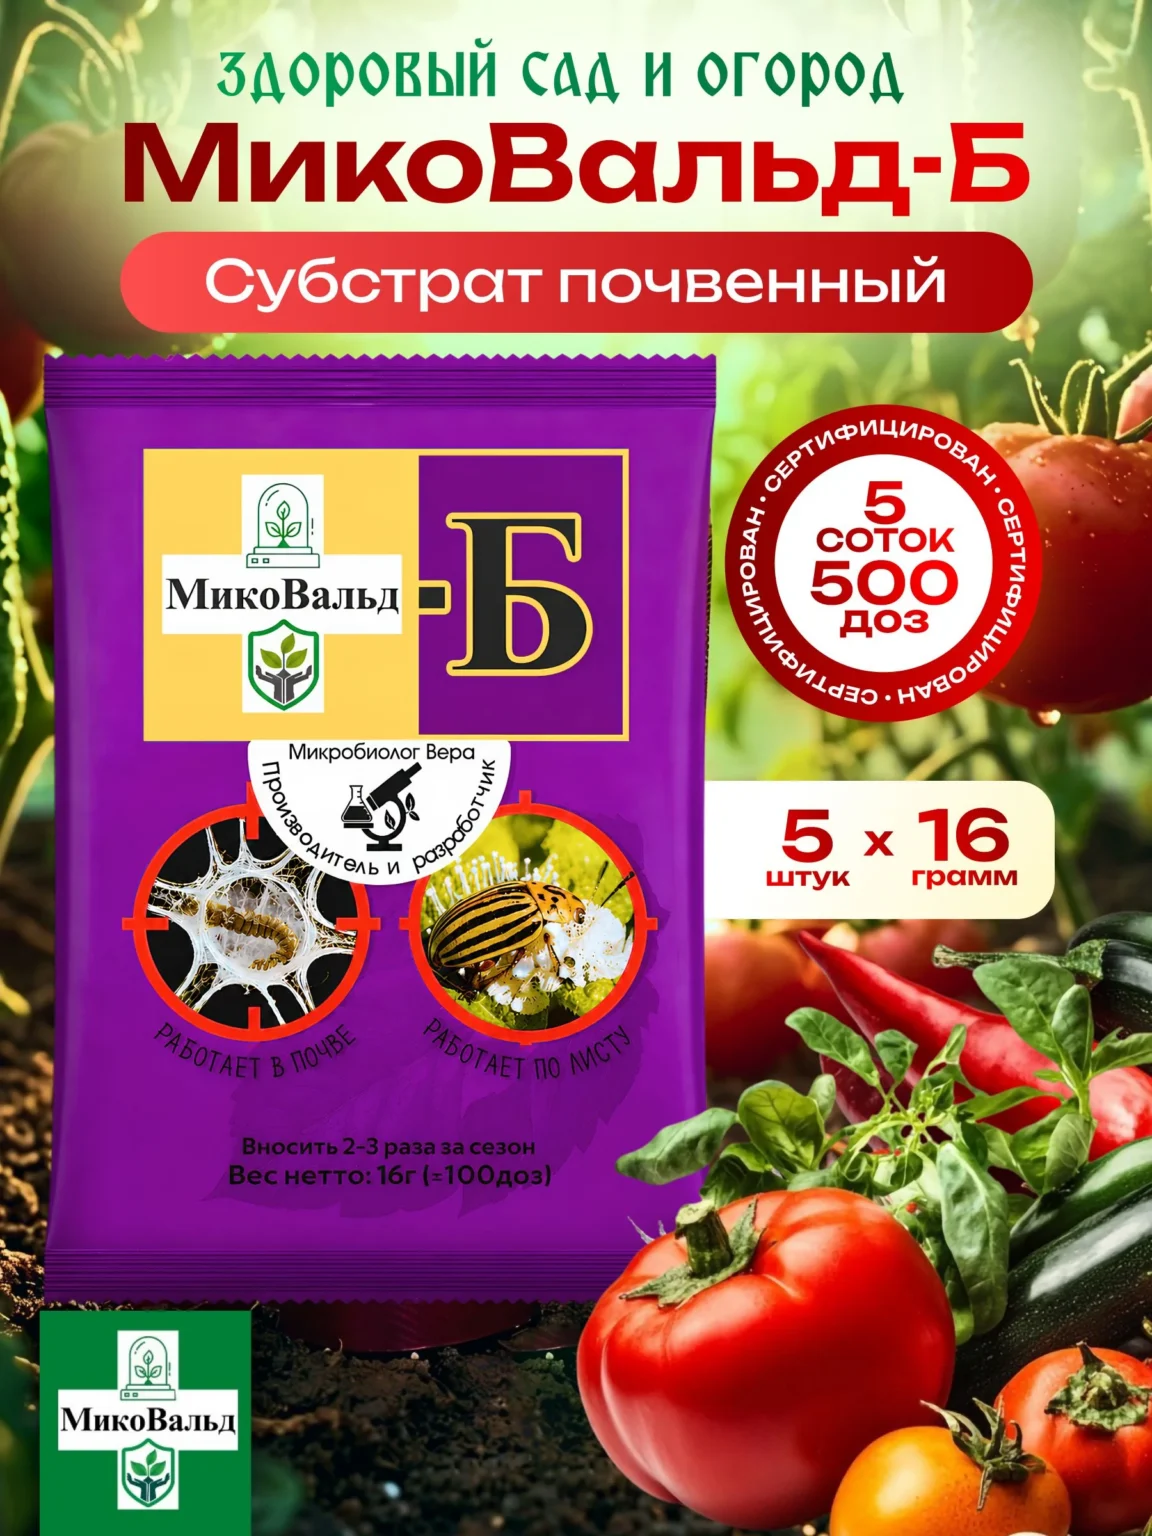 ЗДОРОВЫЙ САД И ОГОРОД
МикоВальд-Б
Субстрат почвенный
МикоВальд
-Б
Микробиолог Вера
Производитель и разработчик
РАБОТАЕТ В ПОЧВЕ
РАБОТАЕТ ПО ЛИСТУ
Вносить 2-3 раза за сезон
Вес нетто: 16г (≈100доз)
СЕРТИФИЦИРОВАН · СЕРТИФИЦИРОВАН · СЕРТИФИЦИРОВАН ·
5
СОТОК
500
ДОЗ
5 х 16
штук грамм
МикоВальд